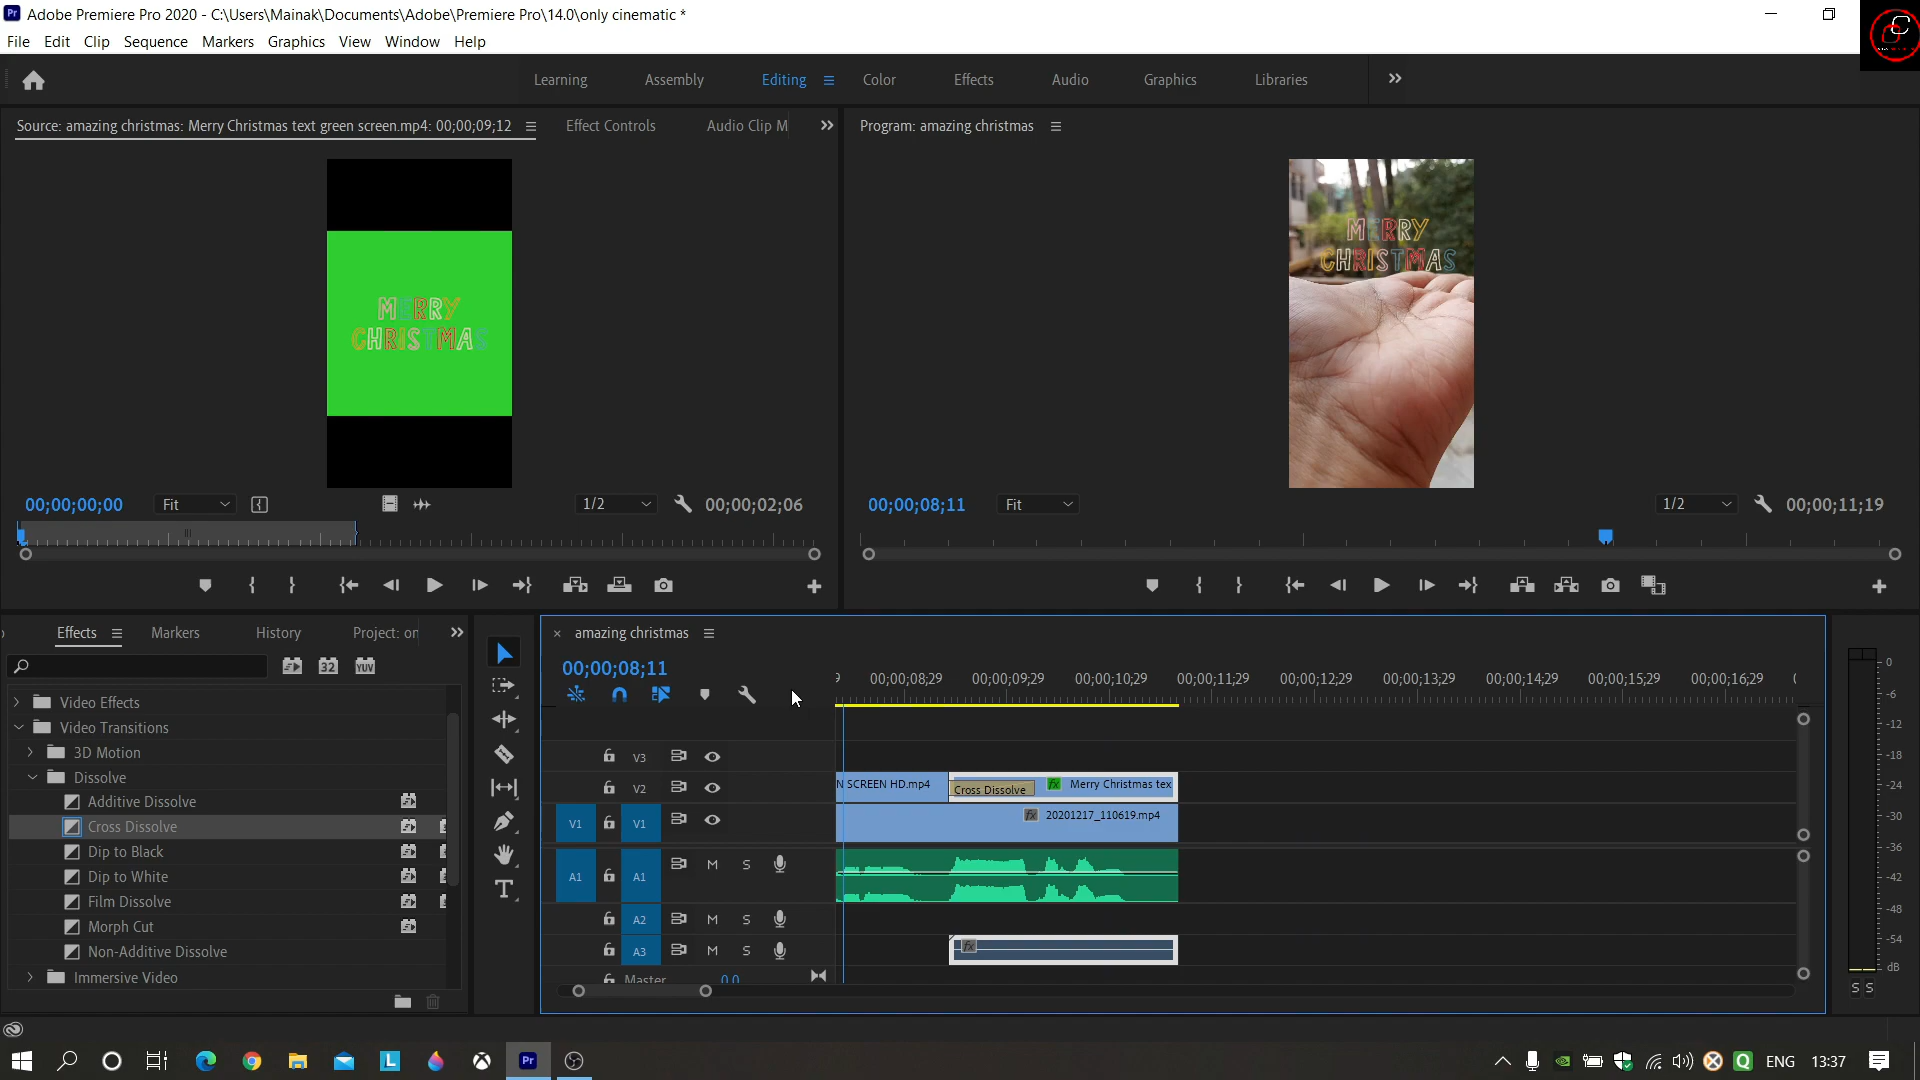 Adobe Premiere Pro 2020 - C:\Users\Mainak\Documents\Adobe\Premiere Pro\14.0\only cinematic *
File Edit Clip Sequence Markers Graphics View Window Help
Learning Assembly Editing Color Effects Audio Graphics Libraries
Source: amazing christmas: Merry Christmas text green screen.mp4: 00;00;09;12 Effect Controls Audio Clip M
Program: amazing christmas
MERRY
CHRISTMAS
MERRY
CHRISTMAS
00;00;00;00 Fit 1/2 00;00;02;06
00;00;08;11 Fit 1/2 00;00;11;19
Effects Markers History Project: on
32 YUV
Video Effects
Video Transitions
3D Motion
Dissolve
Additive Dissolve
Cross Dissolve
Dip to Black
Dip to White
Film Dissolve
Morph Cut
Non-Additive Dissolve
Immersive Video
amazing christmas
00;00;08;11
9 00;00;08;29 00;00;09;29 00;00;10;29 00;00;11;29 00;00;12;29 00;00;13;29 00;00;14;29 00;00;15;29 00;00;16;29
V3
V2 N SCREEN HD.mp4 Cross Dissolve fx Merry Christmas tex
V1 V1 fx 20201217_110619.mp4
A1 A1 M S
A2 M S
A3 M S fx
Master 0.0
0
-6
-12
-18
-24
-30
-36
-42
-48
-54
dB
S S
Pr L ENG 13:37